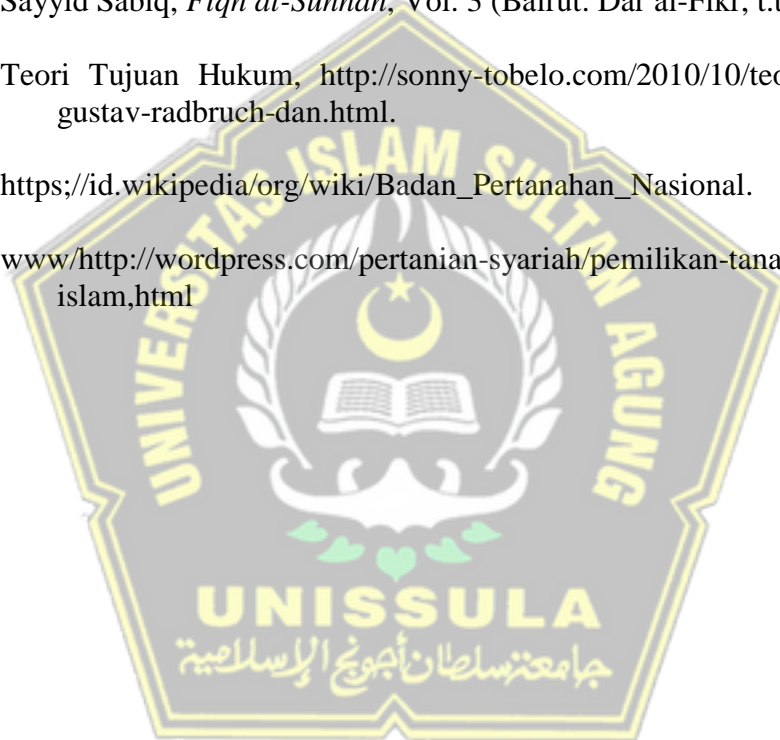 Sayyid Sabiq, Fiqh al-Sunnah, Vol. 3 (Bairut: Dar al-Fikr, t.t
Teori Tujuan Hukum, http://sonny-tobelo.com/2010/10/teo
gustav-radbruch-dan.html.
https;//id.wikipedia/org/wiki/Badan_Pertanahan_Nasional.
www/http://wordpress.com/pertanian-syariah/pemilikan-tana
islam,html
UNIVERSITAS ISLAM SULTAN AGUNG
UNISSULA
جامعتنسلطان أجونج الإسلامية